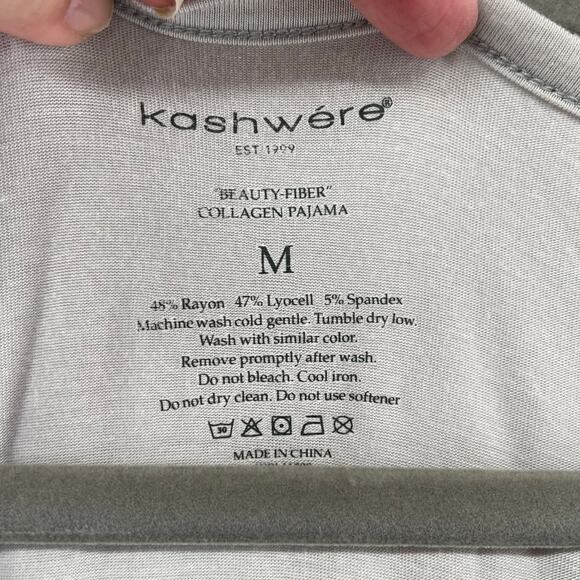 kashwére®
EST 1999
"BEAUTY-FIBER"
COLLAGEN PAJAMA
M
48% Rayon 47% Lyocell 5% Spandex
Machine wash cold gentle. Tumble dry low.
Wash with similar color.
Remove promptly after wash.
Do not bleach. Cool iron.
Do not dry clean. Do not use softener
30
MADE IN CHINA